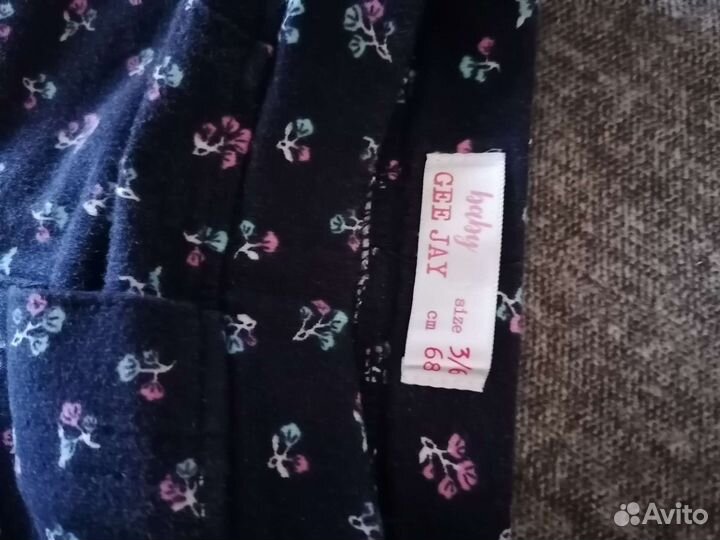 baby
GEE JAY
size 3/6
cm 68
Avito